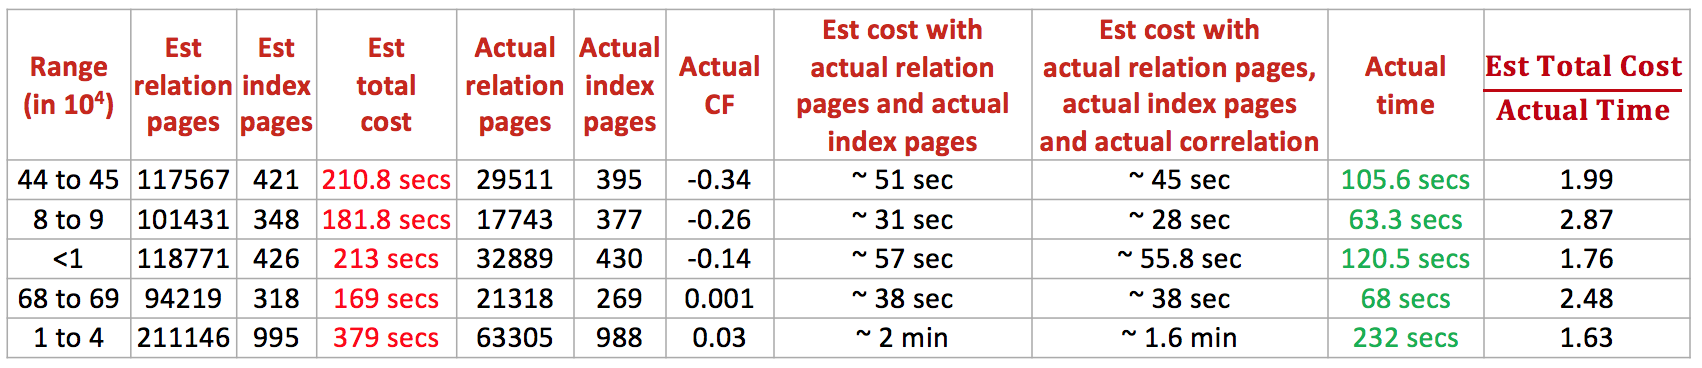 Range (in 10⁴) | Est relation pages | Est index pages | Est total cost | Actual relation pages | Actual index pages | Actual CF | Est cost with actual relation pages and actual index pages | Est cost with actual relation pages, actual index pages and actual correlation | Actual time | Est Total Cost / Actual Time
44 to 45 | 117567 | 421 | 210.8 secs | 29511 | 395 | -0.34 | ~ 51 sec | ~ 45 sec | 105.6 secs | 1.99
8 to 9 | 101431 | 348 | 181.8 secs | 17743 | 377 | -0.26 | ~ 31 sec | ~ 28 sec | 63.3 secs | 2.87
<1 | 118771 | 426 | 213 secs | 32889 | 430 | -0.14 | ~ 57 sec | ~ 55.8 sec | 120.5 secs | 1.76
68 to 69 | 94219 | 318 | 169 secs | 21318 | 269 | 0.001 | ~ 38 sec | ~ 38 sec | 68 secs | 2.48
1 to 4 | 211146 | 995 | 379 secs | 63305 | 988 | 0.03 | ~ 2 min | ~ 1.6 min | 232 secs | 1.63